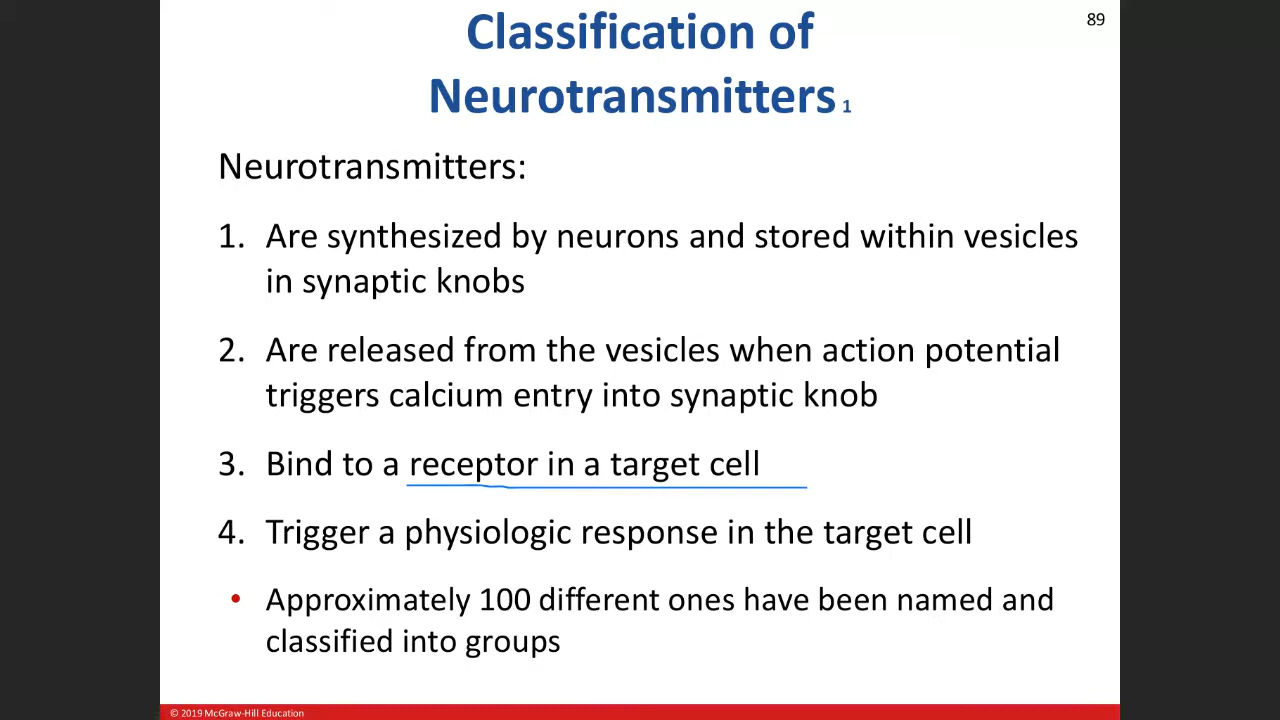 89
Classification of
Neurotransmitters 1
Neurotransmitters:
1. Are synthesized by neurons and stored within vesicles
in synaptic knobs
2. Are released from the vesicles when action potential
triggers calcium entry into synaptic knob
3. Bind to a receptor in a target cell
4. Trigger a physiologic response in the target cell
• Approximately 100 different ones have been named and
classified into groups
© 2019 McGraw-Hill Education